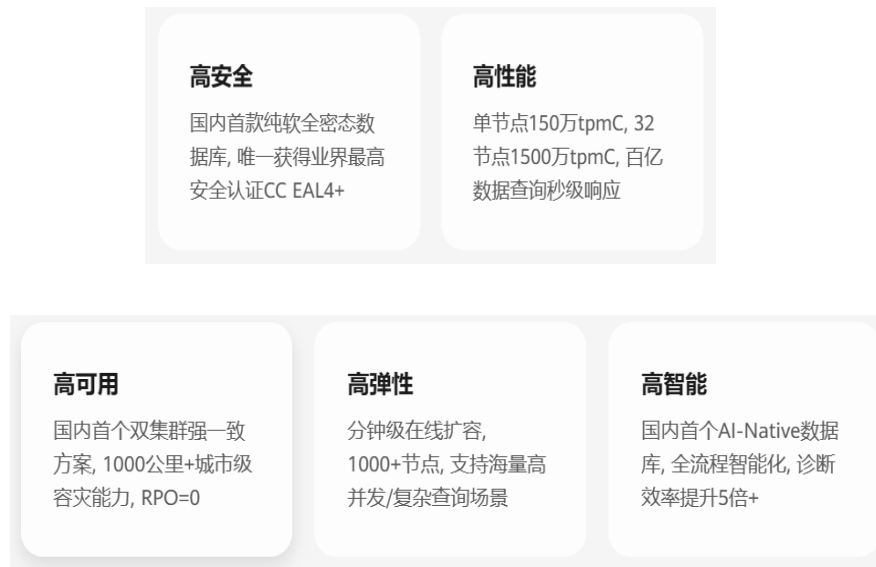 高安全
国内首款纯软全密态数
据库, 唯一获得业界最高
安全认证CC EAL4+
高性能
单节点150万tpmC, 32
节点1500万tpmC, 百亿
数据查询秒级响应
高可用
国内首个双集群强一致
方案, 1000公里+城市级
容灾能力, RPO=0
高弹性
分钟级在线扩容,
1000+节点, 支持海量高
并发/复杂查询场景
高智能
国内首个AI-Native数据
库, 全流程智能化, 诊断
效率提升5倍+